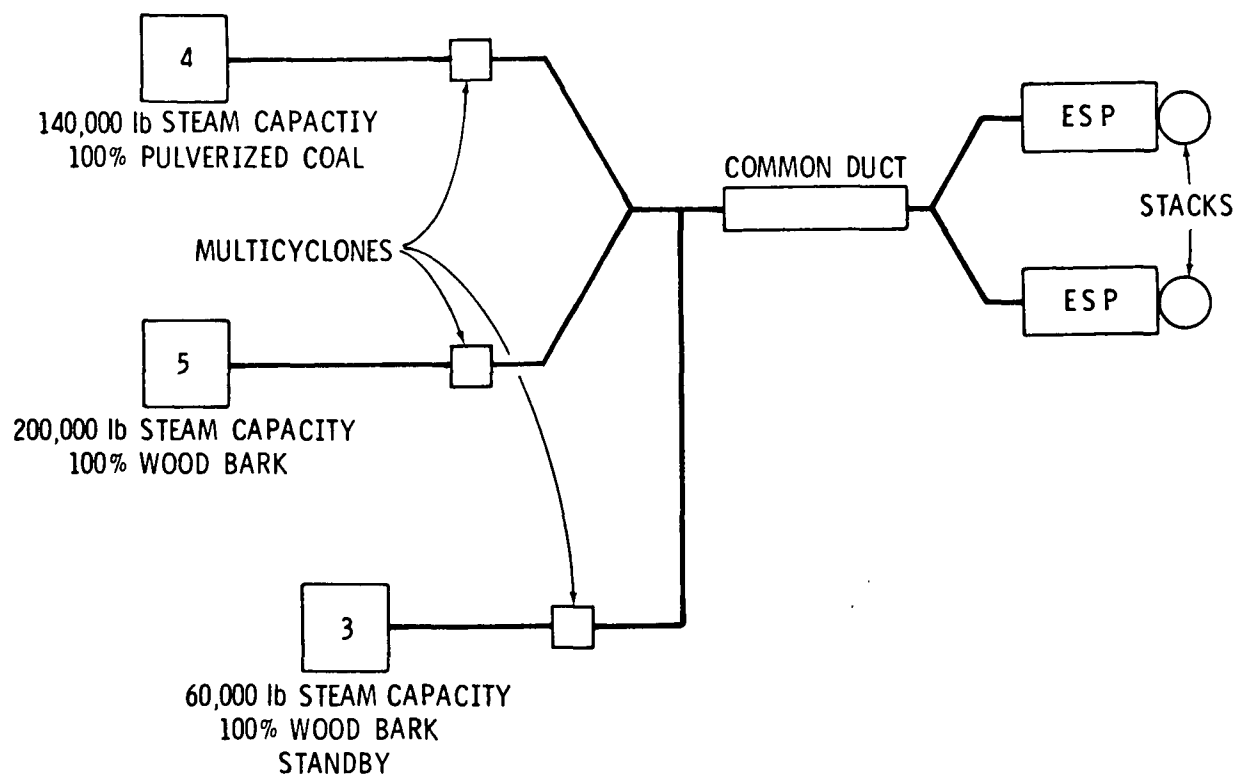 4
140,000 lb STEAM CAPACTIY
100% PULVERIZED COAL
MULTICYCLONES
5
200,000 lb STEAM CAPACITY
100% WOOD BARK
3
60,000 lb STEAM CAPACITY
100% WOOD BARK
STANDBY
COMMON DUCT
ESP
STACKS
ESP